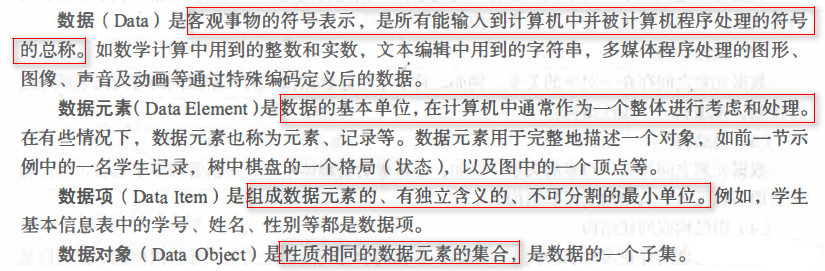 数据（Data）是客观事物的符号表示，是所有能输入到计算机中并被计算机程序处理的符号
的总称。如数学计算中用到的整数和实数，文本编辑中用到的字符串，多媒体程序处理的图形、
图像、声音及动画等通过特殊编码定义后的数据。
数据元素（Data Element）是数据的基本单位，在计算机中通常作为一个整体进行考虑和处理。
在有些情况下，数据元素也称为元素、记录等。数据元素用于完整地描述一个对象，如前一节示
例中的一名学生记录，树中棋盘的一个格局（状态），以及图中的一个顶点等。
数据项（Data Item）是组成数据元素的、有独立含义的、不可分割的最小单位。例如，学生
基本信息表中的学号、姓名、性别等都是数据项。
数据对象（Data Object）是性质相同的数据元素的集合，是数据的一个子集。